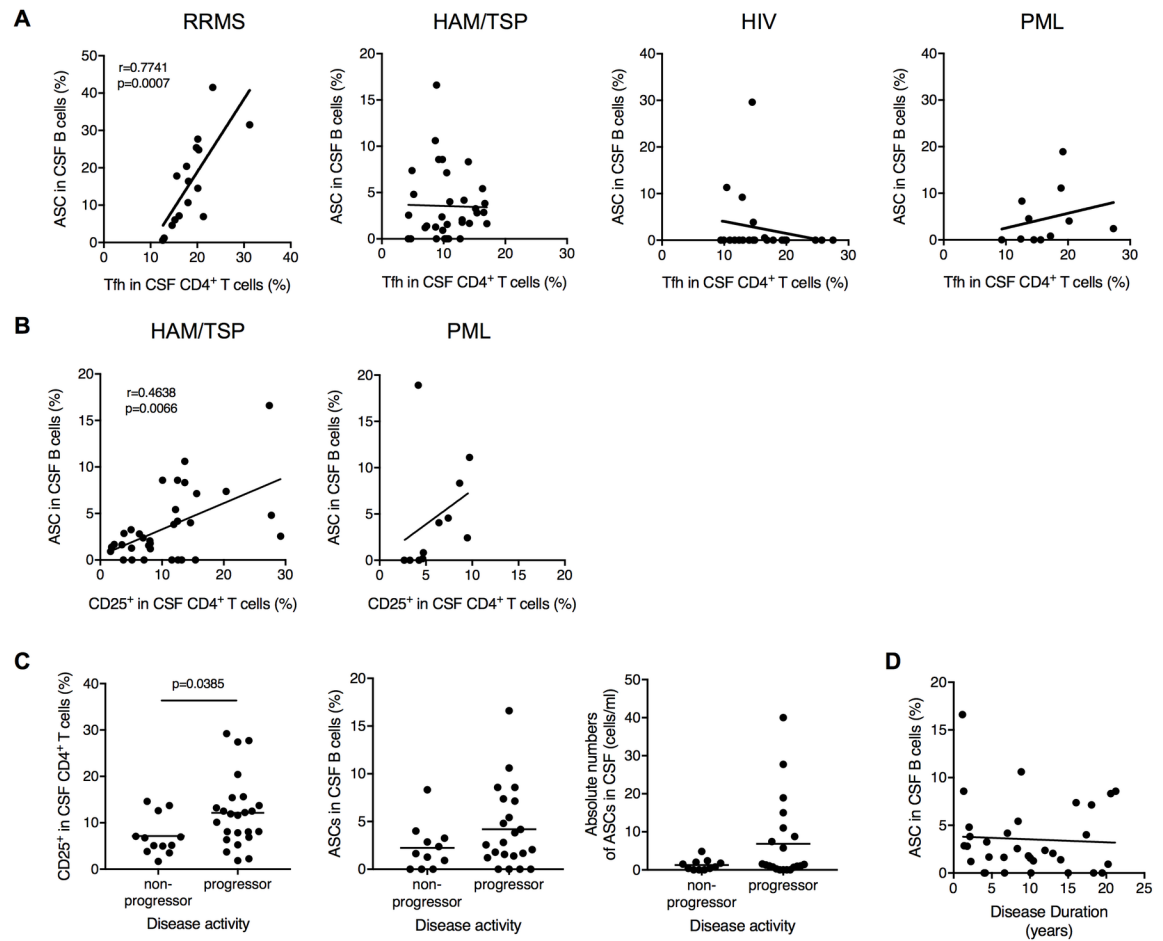 A
RRMS
HAM/TSP
HIV
PML
ASC in CSF B cells (%)
50
40
30
20
10
0
r=0.7741
p=0.0007
0 10 20 30 40
Tfh in CSF CD4+ T cells (%)
ASC in CSF B cells (%)
20
15
10
5
0
0 10 20 30
Tfh in CSF CD4+ T cells (%)
ASC in CSF B cells (%)
40
30
20
10
0
0 10 20 30
Tfh in CSF CD4+ T cells (%)
ASC in CSF B cells (%)
40
30
20
10
0
0 10 20 30
Tfh in CSF CD4+ T cells (%)
B
HAM/TSP
PML
ASC in CSF B cells (%)
20
15
10
5
0
r=0.4638
p=0.0066
0 10 20 30
CD25+ in CSF CD4+ T cells (%)
ASC in CSF B cells (%)
20
15
10
5
0
0 5 10 15 20
CD25+ in CSF CD4+ T cells (%)
C
CD25+ in CSF CD4+ T cells (%)
40
30
20
10
0
p=0.0385
non-
progressor
progressor
Disease activity
ASCs in CSF B cells (%)
20
15
10
5
0
non-
progressor
progressor
Disease activity
Absolute numbers
of ASCs in CSF (cells/ml)
50
40
30
20
10
0
non-
progressor
progressor
Disease activity
D
ASC in CSF B cells (%)
20
15
10
5
0
0 5 10 15 20 25
Disease Duration
(years)